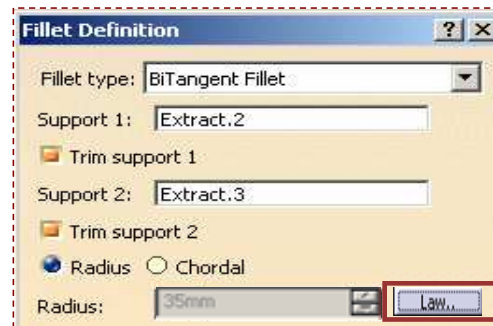 Fillet Definition ? X
Fillet type: BiTangent Fillet
Support 1: Extract.2
Trim support 1
Support 2: Extract.3
Trim support 2
Radius Chordal
Radius: 35mm Law..